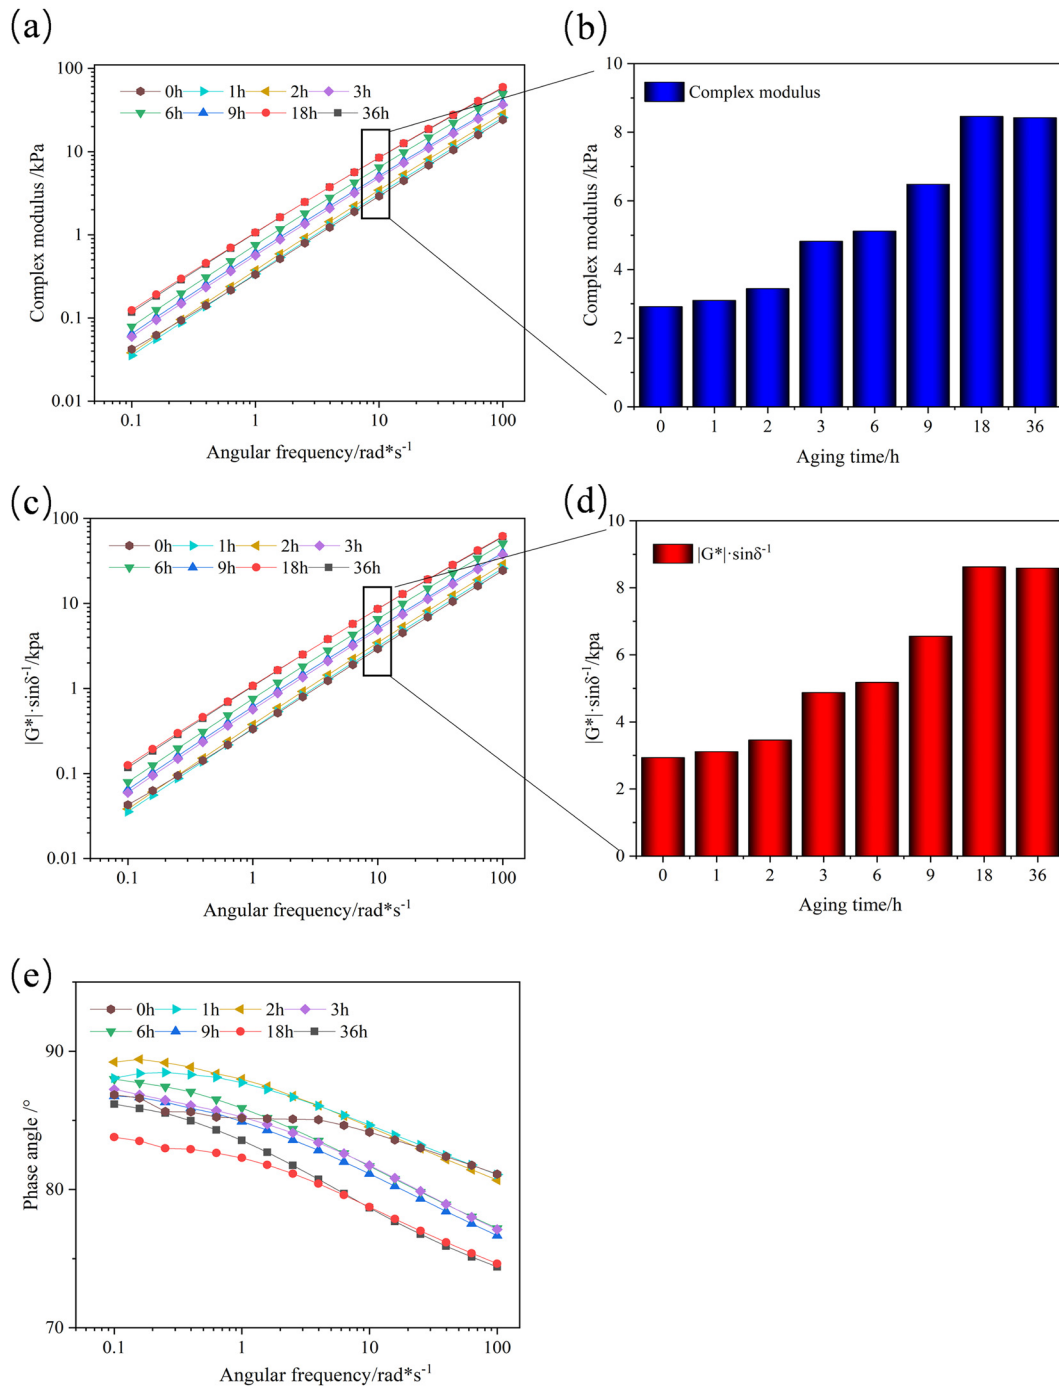 (a)
Complex modulus /kPa
100
10
1
0.1
0.01
0h 1h 2h 3h
6h 9h 18h 36h
0.1 1 10 100
Angular frequency/rad*s⁻¹
(b)
Complex modulus /kPa
10
8
6
4
2
0
Complex modulus
0 1 2 3 6 9 18 36
Aging time/h
(c)
|G*|·sinδ⁻¹/kpa
100
10
1
0.1
0.01
0h 1h 2h 3h
6h 9h 18h 36h
0.1 1 10 100
Angular frequency/rad*s⁻¹
(d)
|G*|·sinδ⁻¹/kpa
10
8
6
4
2
0
|G*|·sinδ⁻¹
0 1 2 3 6 9 18 36
Aging time/h
(e)
Phase angle /°
90
80
70
0h 1h 2h 3h
6h 9h 18h 36h
0.1 1 10 100
Angular frequency/rad*s⁻¹